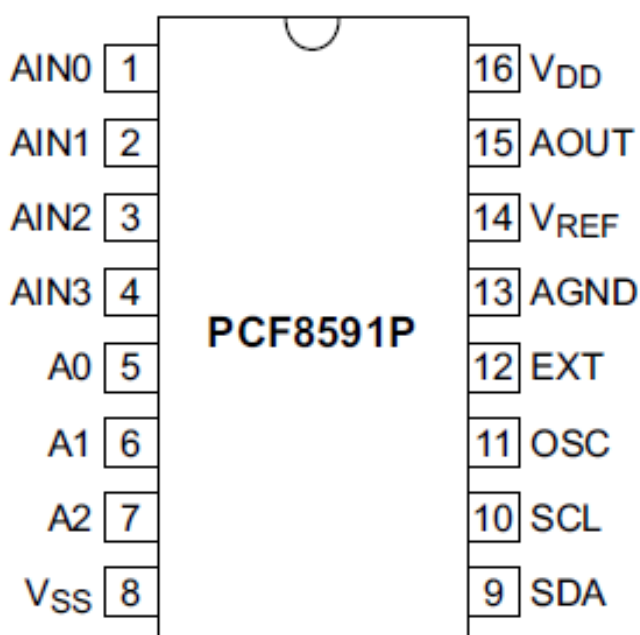 AIN0 1 16 VDD
AIN1 2 15 AOUT
AIN2 3 14 VREF
AIN3 4 13 AGND
PCF8591P
A0 5 12 EXT
A1 6 11 OSC
A2 7 10 SCL
VSS 8 9 SDA